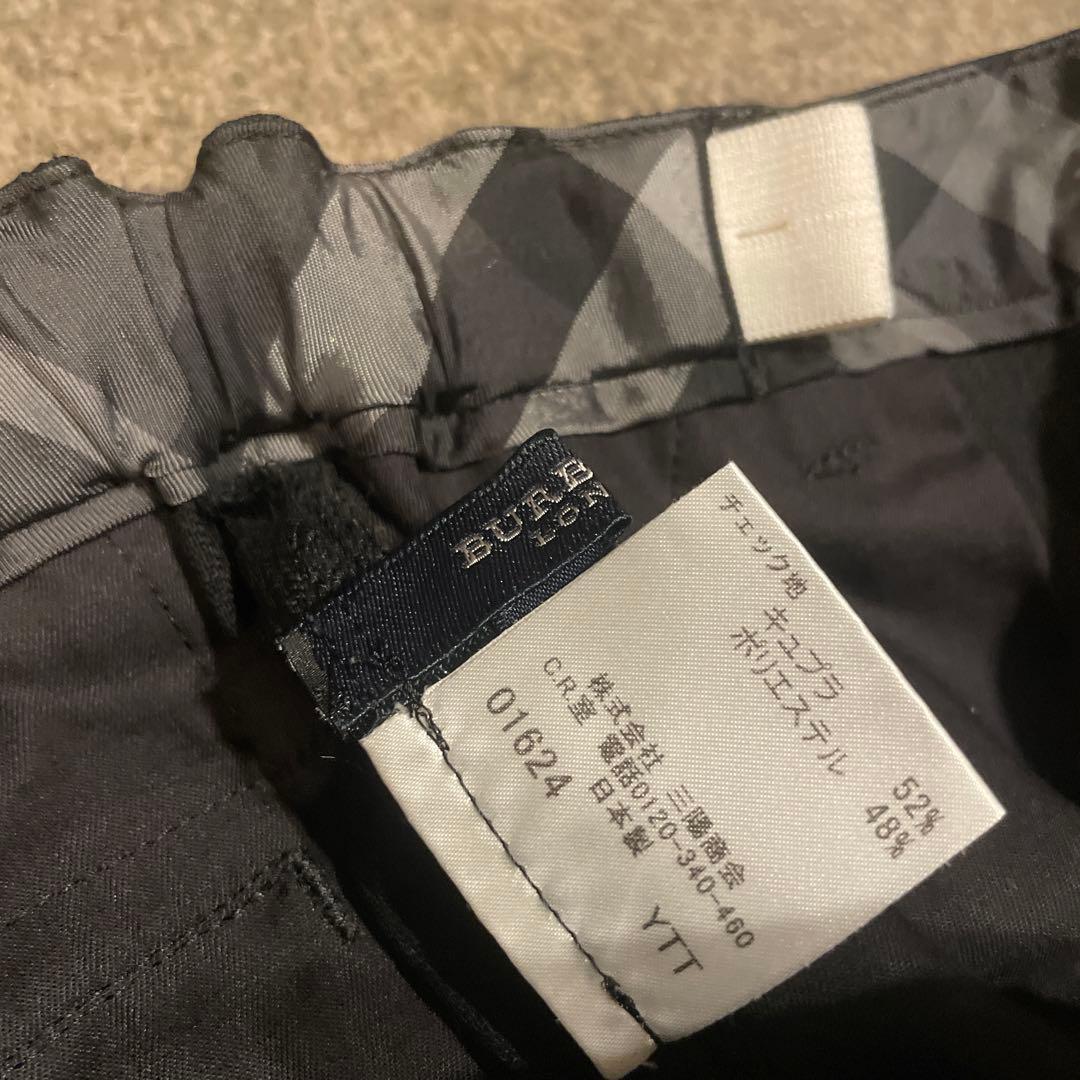 BURB
LON
チェック地
キュプラ 52%
ポリエステル 48%
株式会社 三陽商会
C.R.室 電話0120-340-460
01624 日本製 YTT